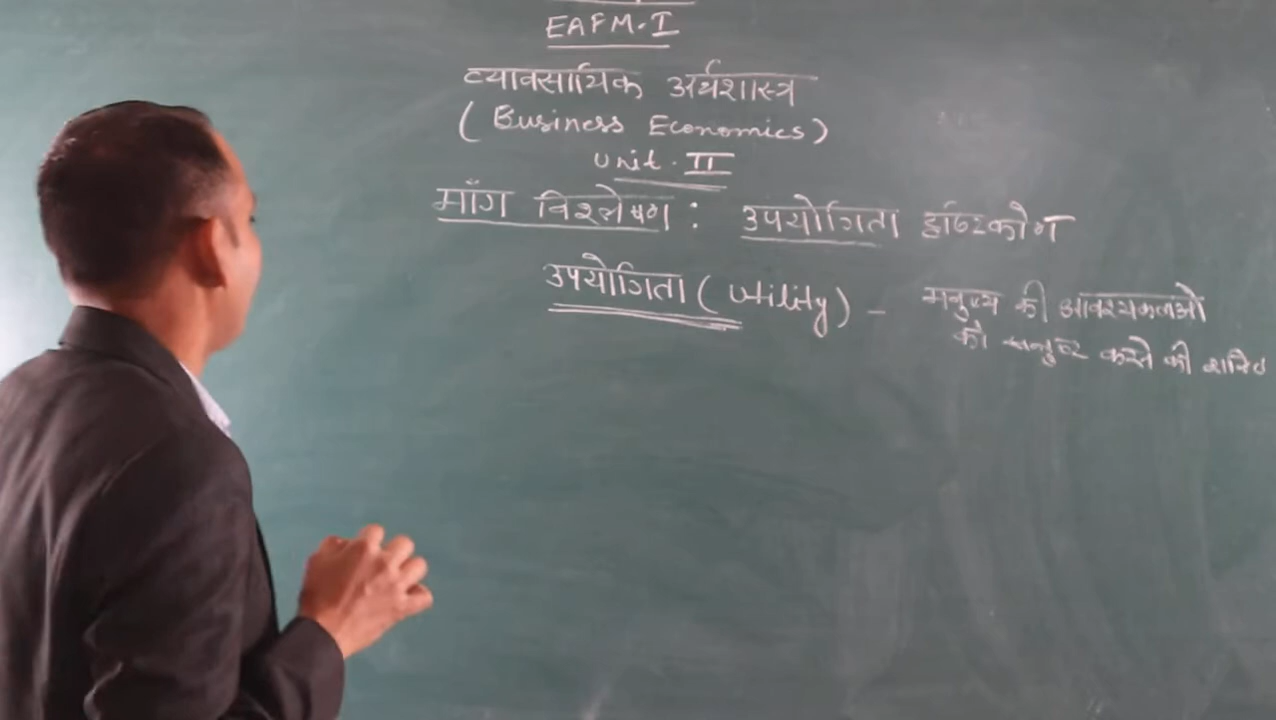 EAFM-I
व्यावसायिक अर्थशास्त्र
(Business Economics)
Unit-II
माँग विश्लेषण : उपयोगिता दृष्टिकोण
उपयोगिता (Utility) - मनुष्य की आवश्यकताओ
को सन्तुष्ट करने की शक्ति